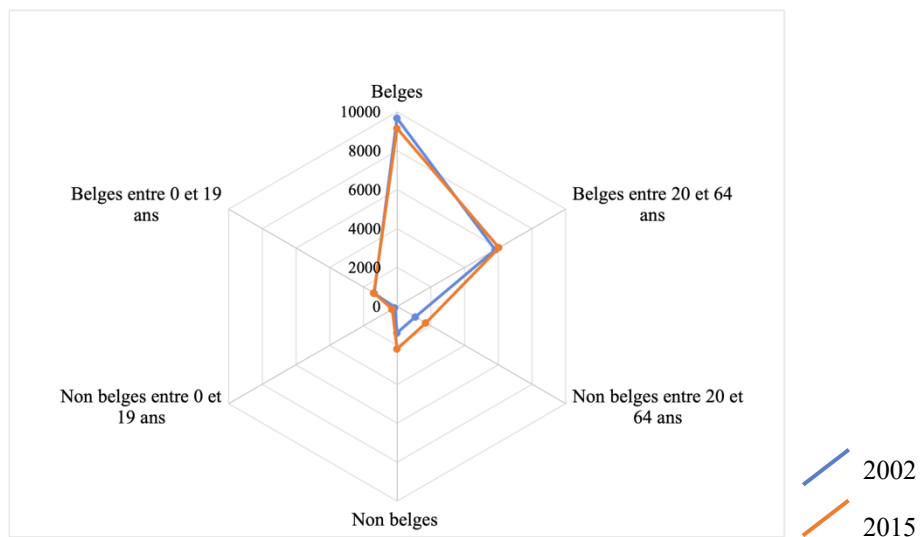 Belges
10000
8000
6000
4000
2000
0
Belges entre 0 et 19
ans
Belges entre 20 et 64
ans
Non belges entre 0 et
19 ans
Non belges entre 20 et
64 ans
Non belges
2002
2015